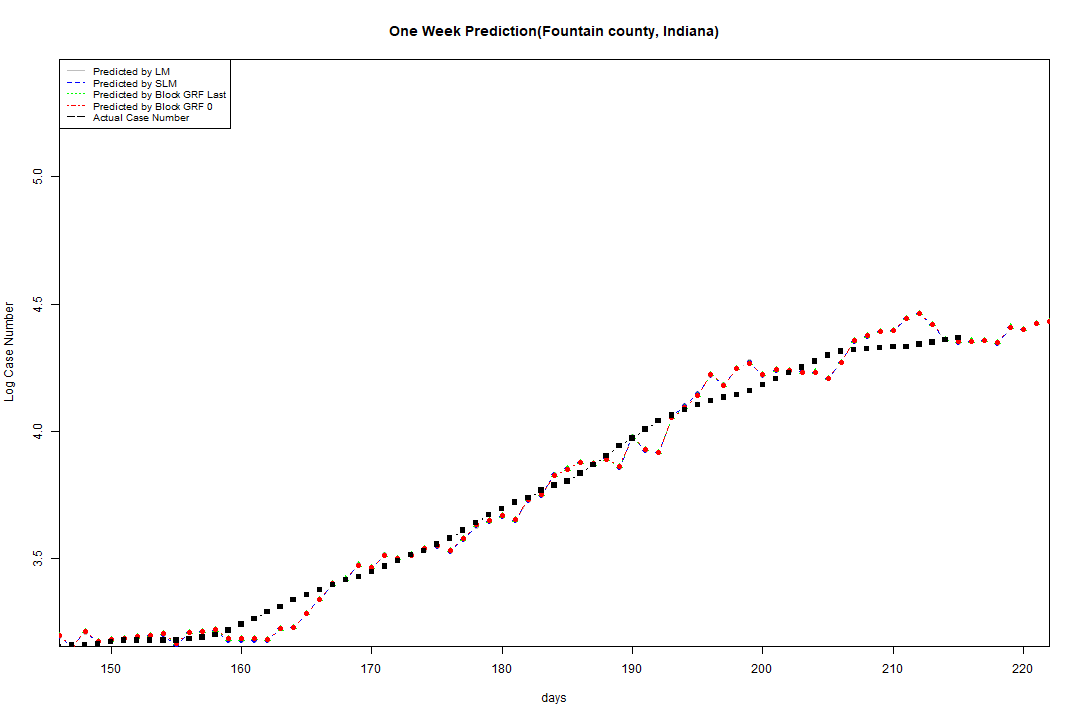 One Week Prediction(Fountain county, Indiana)
Predicted by LM
Predicted by SLM
Predicted by Block GRF Last
Predicted by Block GRF 0
Actual Case Number
5.0
4.5
4.0
3.5
Log Case Number
150 160 170 180 190 200 210 220
days